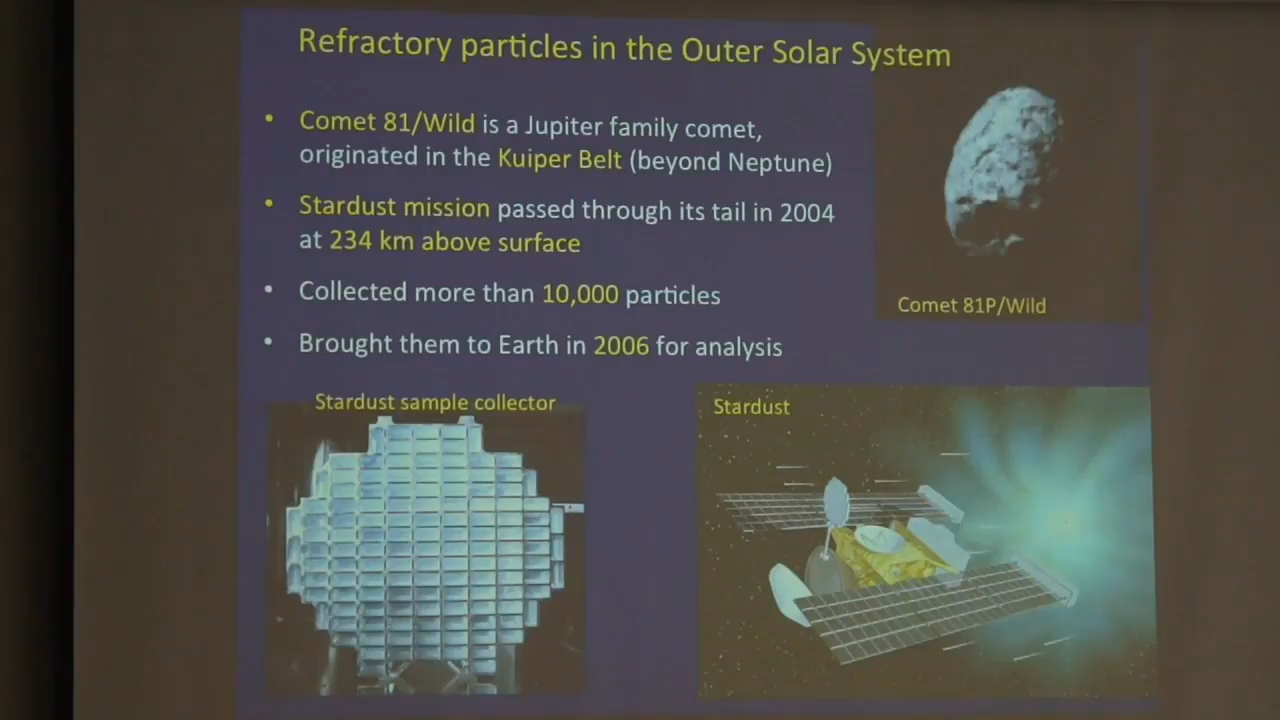 Refractory particles in the Outer Solar System
• Comet 81/Wild is a Jupiter family comet,
originated in the Kuiper Belt (beyond Neptune)
• Stardust mission passed through its tail in 2004
at 234 km above surface
• Collected more than 10,000 particles
• Brought them to Earth in 2006 for analysis
Comet 81P/Wild
Stardust sample collector
Stardust